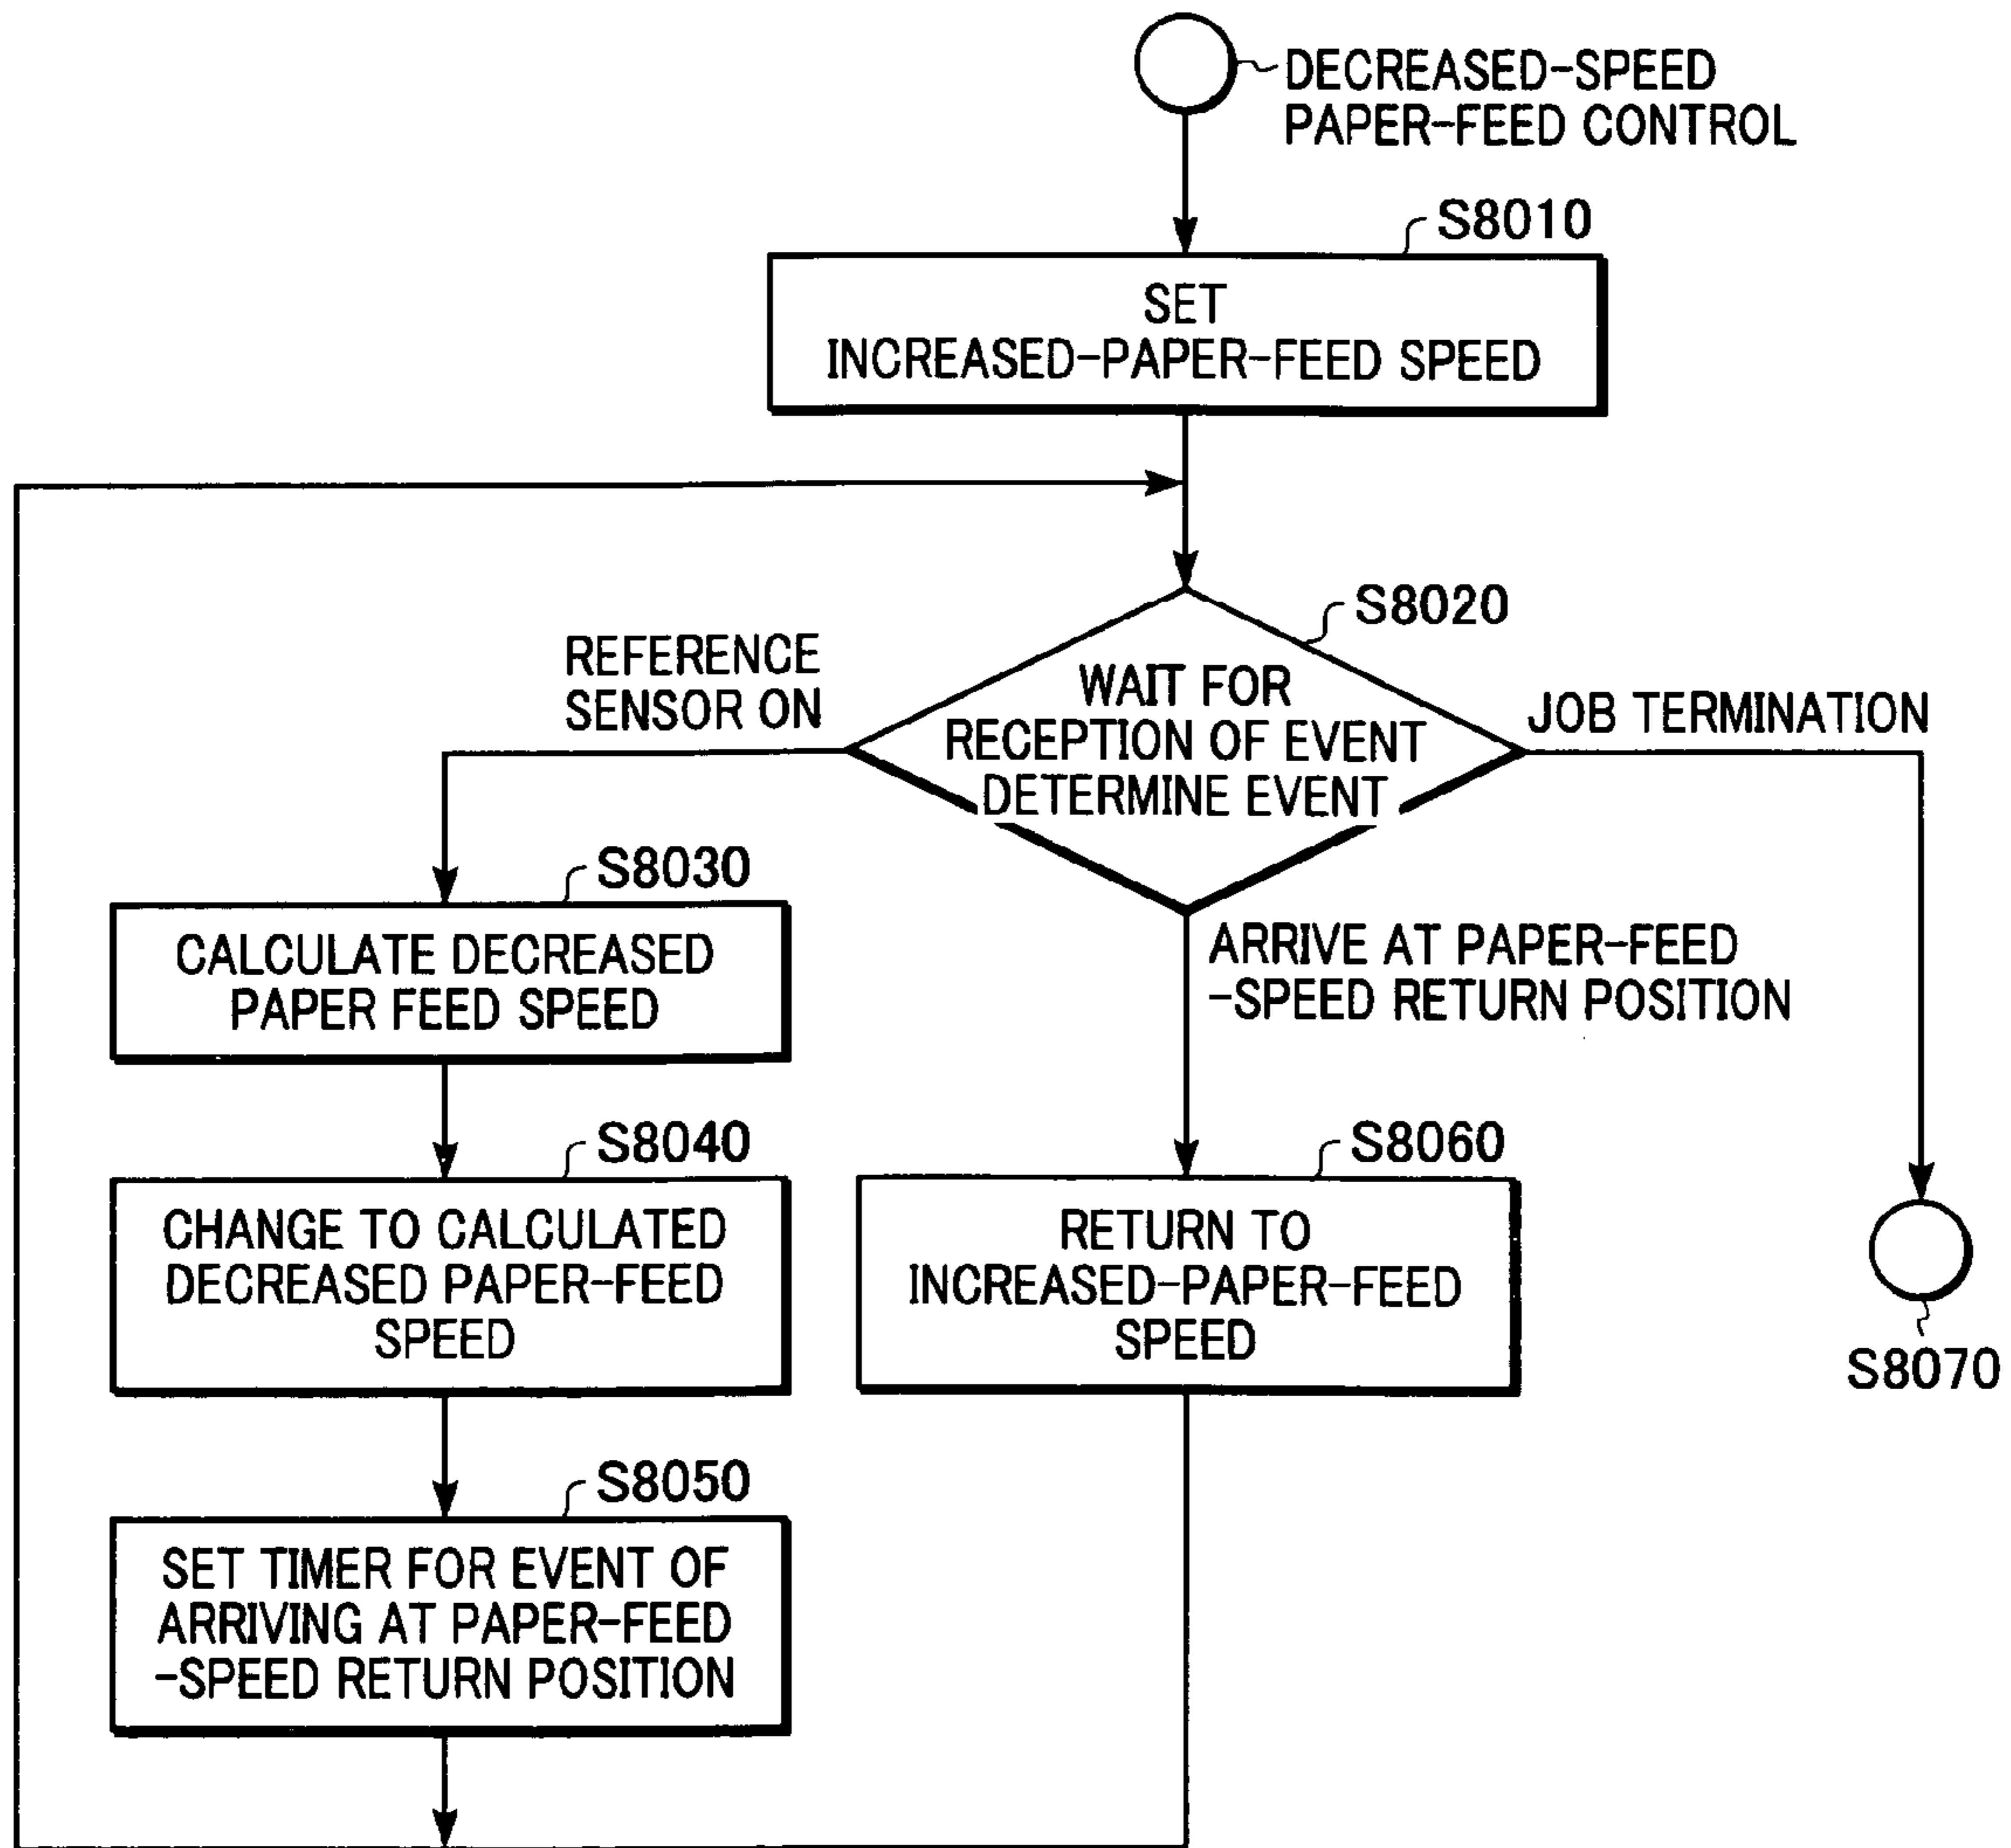 DECREASED-SPEED
PAPER-FEED CONTROL
S8010
SET
INCREASED-PAPER-FEED SPEED
S8020
REFERENCE
SENSOR ON
WAIT FOR
RECEPTION OF EVENT
DETERMINE EVENT
JOB TERMINATION
S8030
CALCULATE DECREASED
PAPER FEED SPEED
ARRIVE AT PAPER-FEED
-SPEED RETURN POSITION
S8040
CHANGE TO CALCULATED
DECREASED PAPER-FEED
SPEED
S8060
RETURN TO
INCREASED-PAPER-FEED
SPEED
S8070
S8050
SET TIMER FOR EVENT OF
ARRIVING AT PAPER-FEED
-SPEED RETURN POSITION